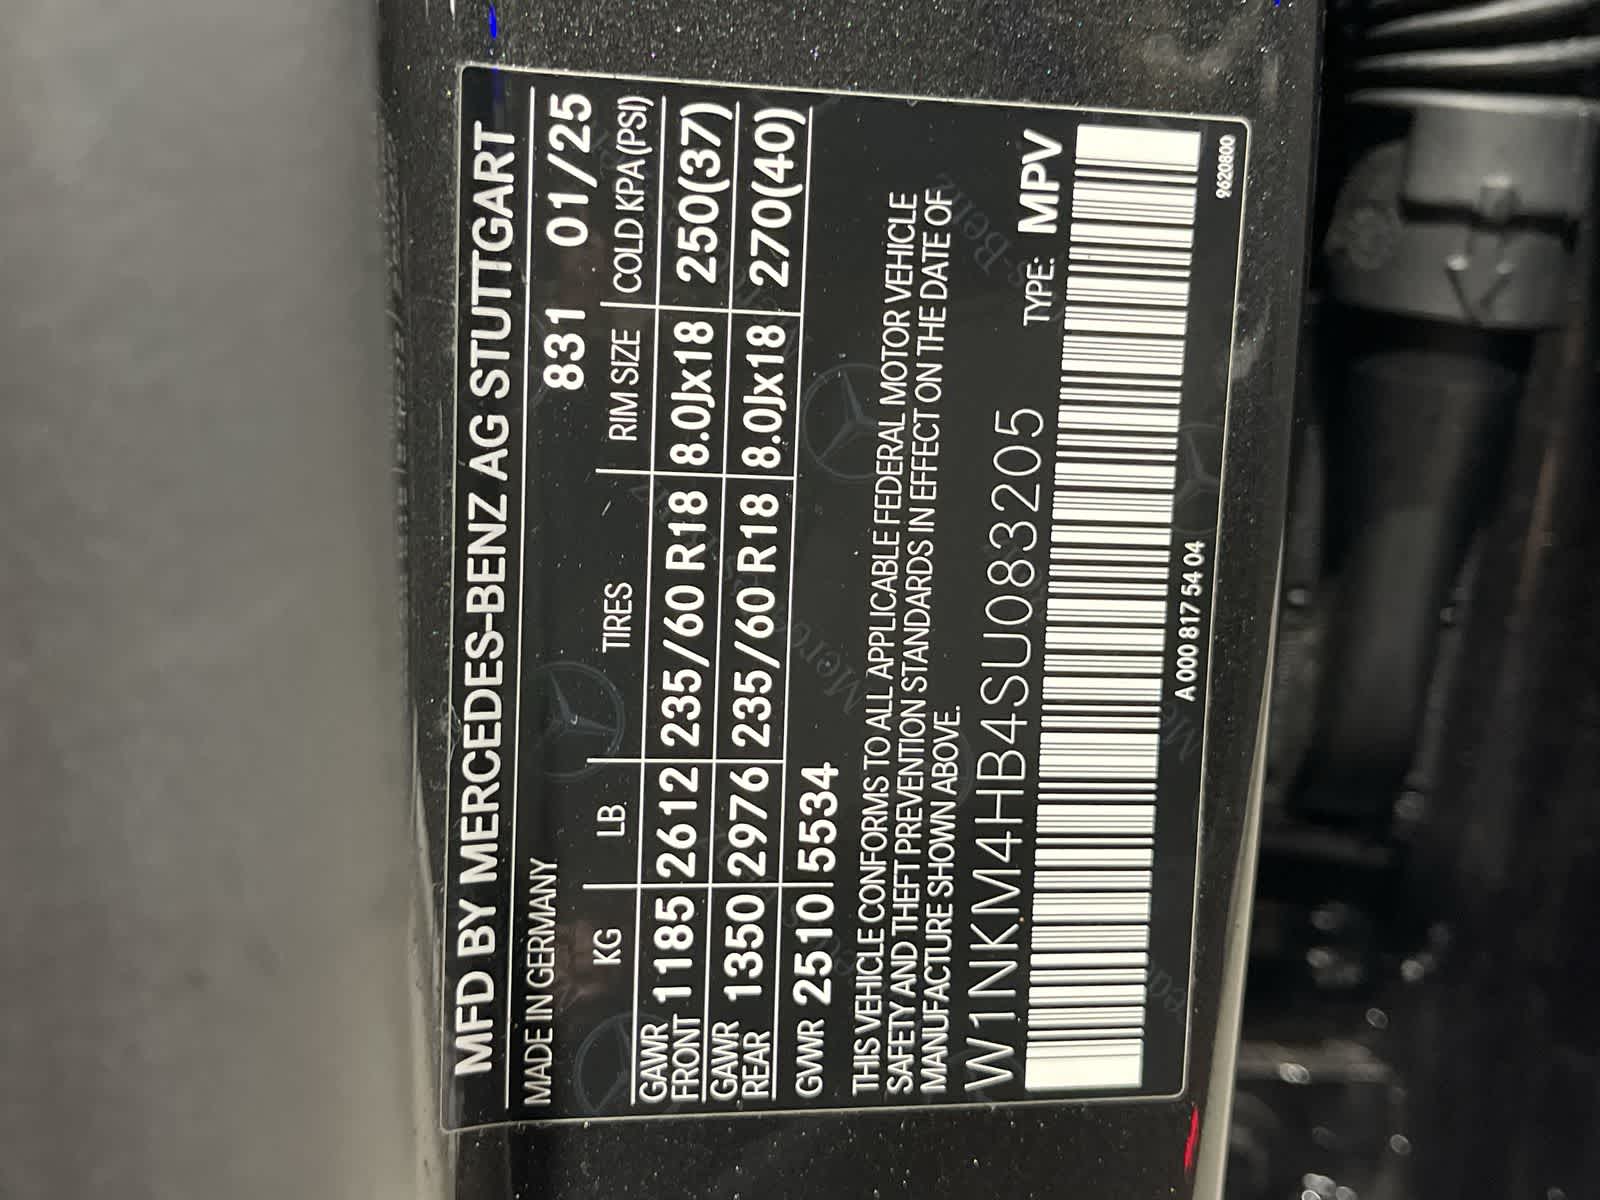 MFD BY MERCEDES-BENZ AG STUTTGART
MADE IN GERMANY 831 01/25
KG LB TIRES RIM SIZE COLD KPA (PSI)
GAWR FRONT 1185 2612 235/60 R18 8.0Jx18 250(37)
GAWR REAR 1350 2976 235/60 R18 8.0Jx18 270(40)
GVWR 2510 5534
THIS VEHICLE CONFORMS TO ALL APPLICABLE FEDERAL MOTOR VEHICLE
SAFETY AND THEFT PREVENTION STANDARDS IN EFFECT ON THE DATE OF
MANUFACTURE SHOWN ABOVE.
W1NKM4HB4SU083205 TYPE: MPV
A 000 817 54 04
9620800